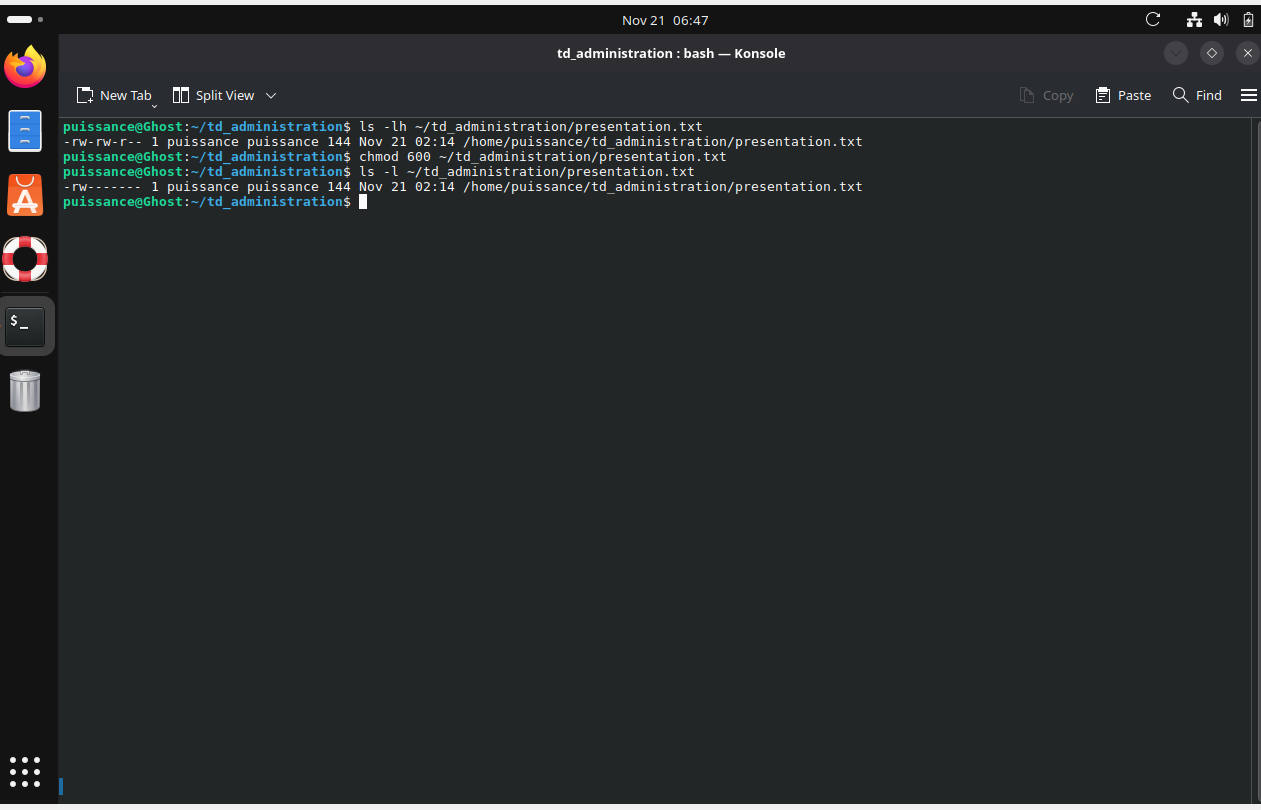 Nov 21 06:47
td_administration : bash — Konsole
New Tab Split View Copy Paste Find
puissance@Ghost:~/td_administration$ ls -lh ~/td_administration/presentation.txt
-rw-rw-r-- 1 puissance puissance 144 Nov 21 02:14 /home/puissance/td_administration/presentation.txt
puissance@Ghost:~/td_administration$ chmod 600 ~/td_administration/presentation.txt
puissance@Ghost:~/td_administration$ ls -l ~/td_administration/presentation.txt
-rw------- 1 puissance puissance 144 Nov 21 02:14 /home/puissance/td_administration/presentation.txt
puissance@Ghost:~/td_administration$
$_